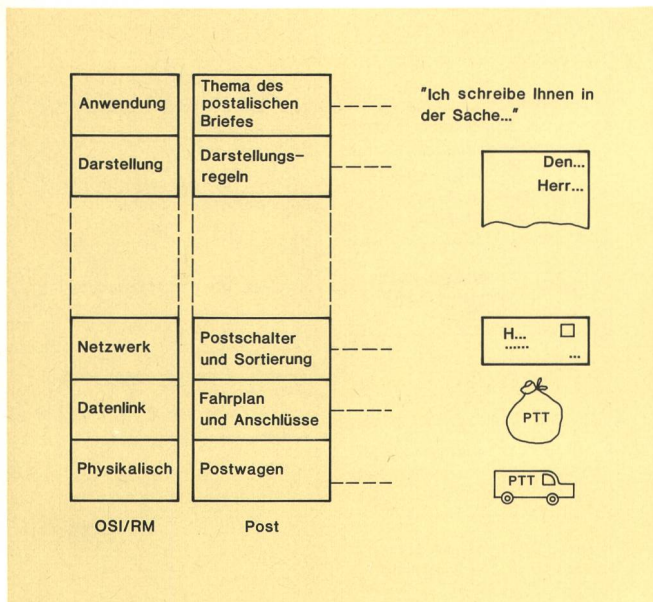 Anwendung
Thema des
postalischen
Briefes
"Ich schreibe Ihnen in
der Sache..."
Darstellung
Darstellungs-
regeln
Den...
Herr...
Netzwerk
Postschalter
und Sortierung
H...
...
Datenlink
Fahrplan
und Anschlüsse
PTT
Physikalisch
Postwagen
PTT
OSI/RM
Post